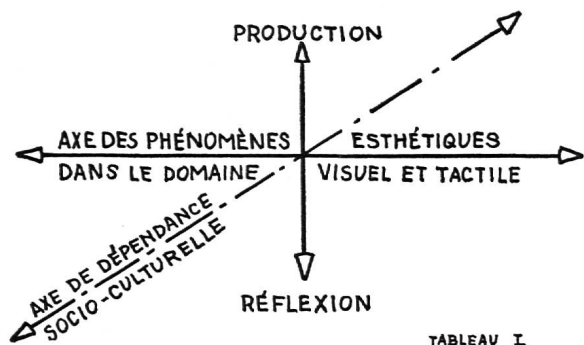 PRODUCTION
AXE DES PHÉNOMÈNES ESTHÉTIQUES
DANS LE DOMAINE VISUEL ET TACTILE
AXE DE DÉPENDANCE
SOCIO-CULTURELLE
RÉFLEXION
TABLEAU I